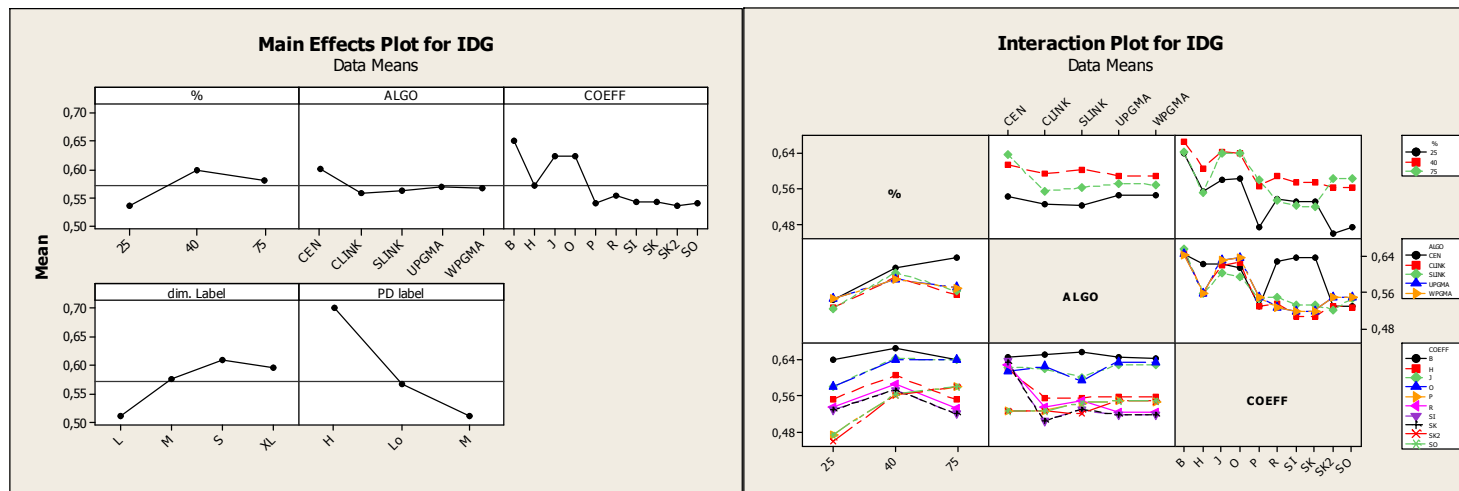 Main Effects Plot for IDG
Data Means
% ALGO COEFF
0,70
0,65
0,60
0,55
0,50
25 40 75 CEN CLINK SLINK UPGMA WPGMA B H J O P R SI SK SK2 SO
Mean
dim. Label PD label
0,70
0,65
0,60
0,55
0,50
L M S XL H Lo M
Interaction Plot for IDG
Data Means
CEN CLINK SLINK UPGMA WPGMA
0,64
0,56
0,48
%
%
25
40
75
ALGO
0,64
0,56
0,48
ALGO
CEN
CLINK
SLINK
UPGMA
WPGMA
0,64
0,56
0,48
COEFF
COEFF
B
H
J
O
P
R
SI
SK
SK2
SO
25 40 75 B H J O P R SI SK SK2 SO